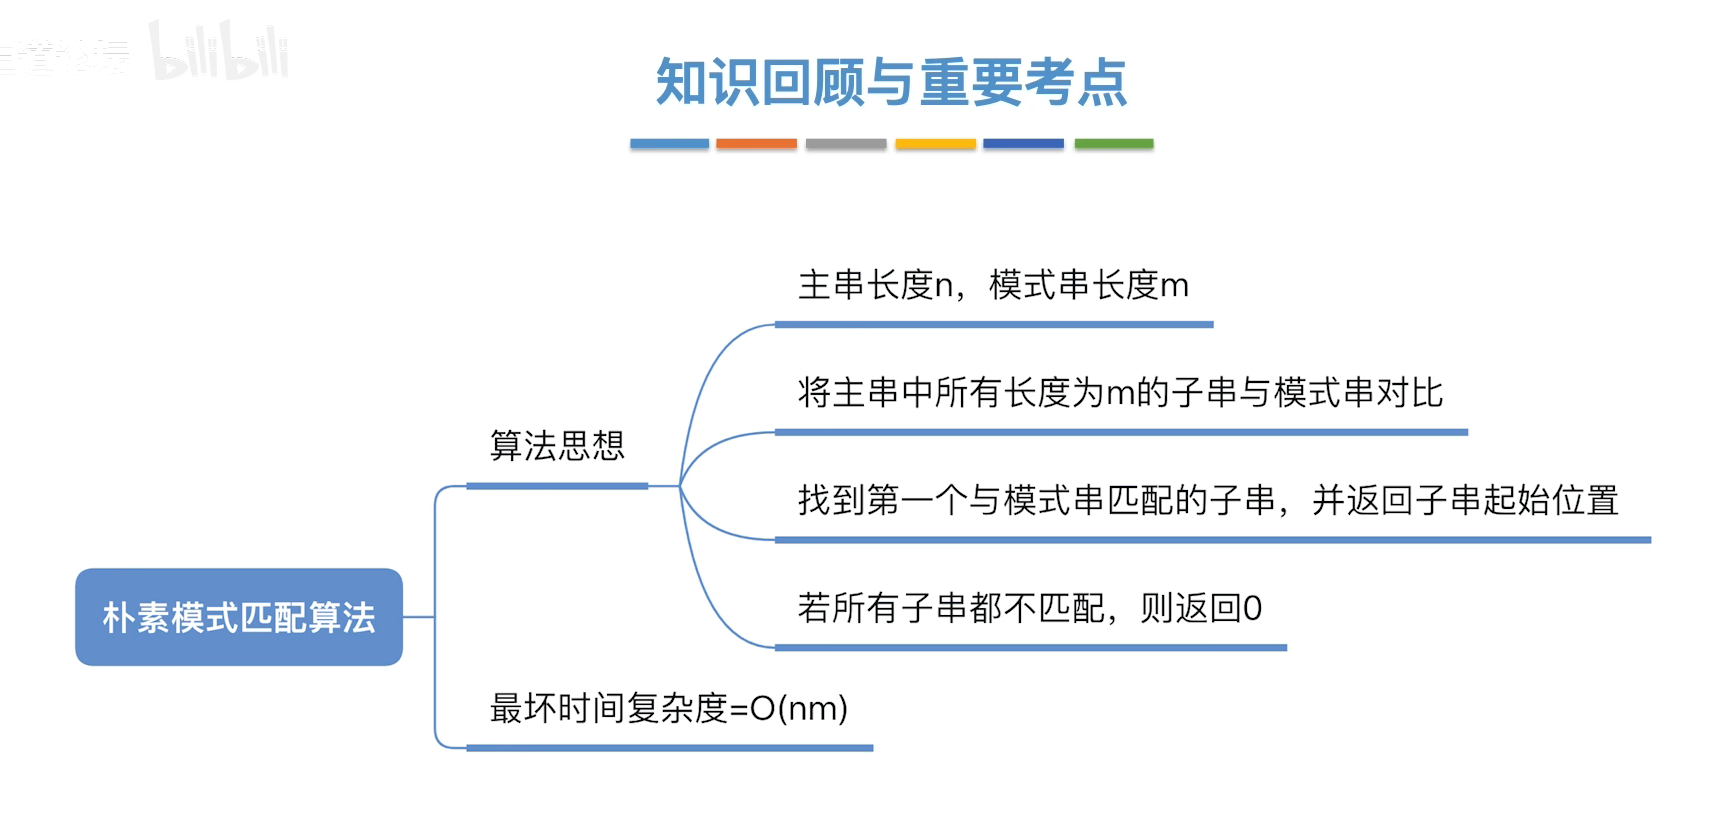 bilibili
知识回顾与重要考点
主串长度n，模式串长度m
将主串中所有长度为m的子串与模式串对比
算法思想
找到第一个与模式串匹配的子串，并返回子串起始位置
若所有子串都不匹配，则返回0
朴素模式匹配算法
最坏时间复杂度=O(nm)